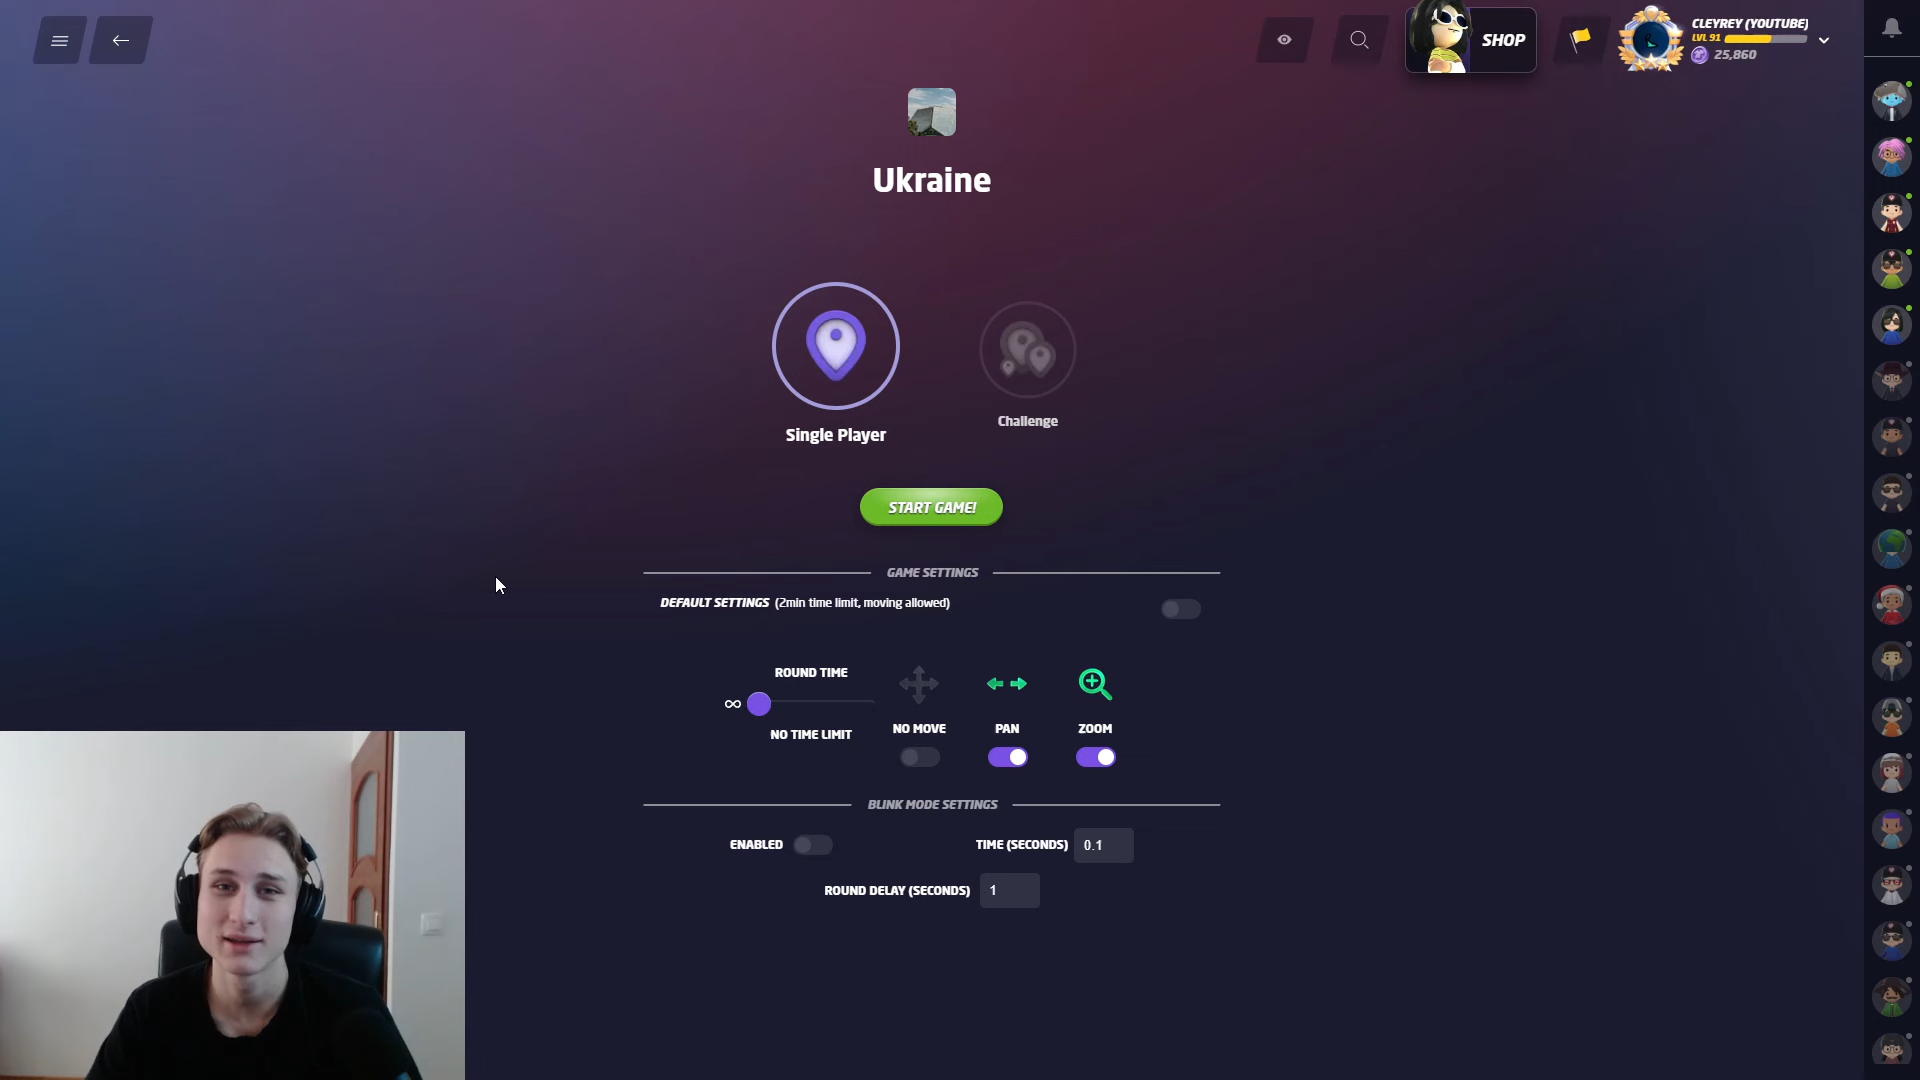 SHOP
CLEYREY (YOUTUBE)
LVL 91
25,860
Ukraine
Single Player
Challenge
START GAME!
GAME SETTINGS
DEFAULT SETTINGS (2min time limit, moving allowed)
ROUND TIME
∞
NO TIME LIMIT
NO MOVE
PAN
ZOOM
BLINK MODE SETTINGS
ENABLED
TIME (SECONDS) 0.1
ROUND DELAY (SECONDS) 1